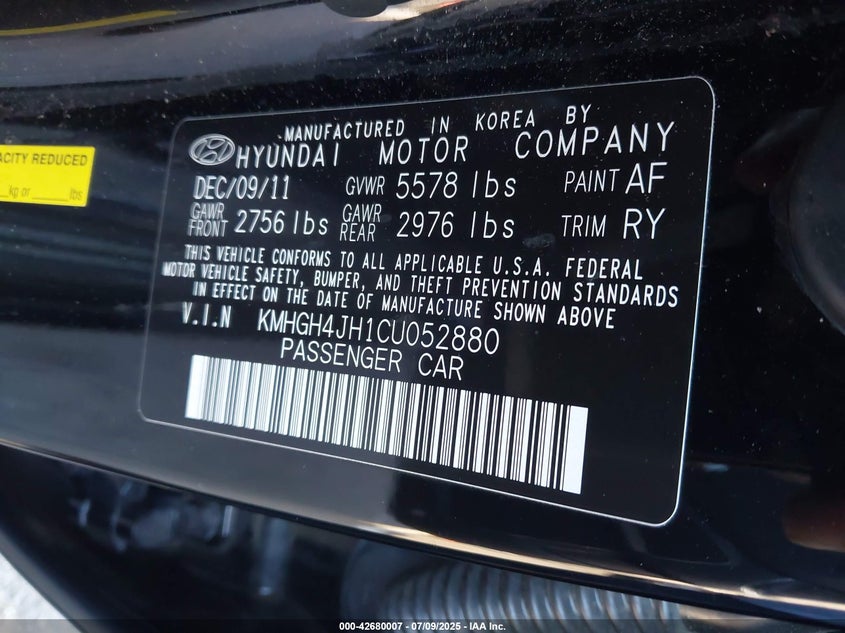 ACITY REDUCED
kg or lbs
MANUFACTURED IN KOREA BY
HYUNDAI MOTOR COMPANY
DEC/09/11 GVWR 5578 lbs PAINT AF
GAWR FRONT 2756 lbs GAWR REAR 2976 lbs TRIM RY
THIS VEHICLE CONFORMS TO ALL APPLICABLE U.S.A. FEDERAL
MOTOR VEHICLE SAFETY, BUMPER, AND THEFT PREVENTION STANDARDS
IN EFFECT ON THE DATE OF MANUFACTURE SHOWN ABOVE
V.I.N KMHGH4JH1CU052880
PASSENGER CAR
000-42680007 - 07/09/2025 - IAA Inc.